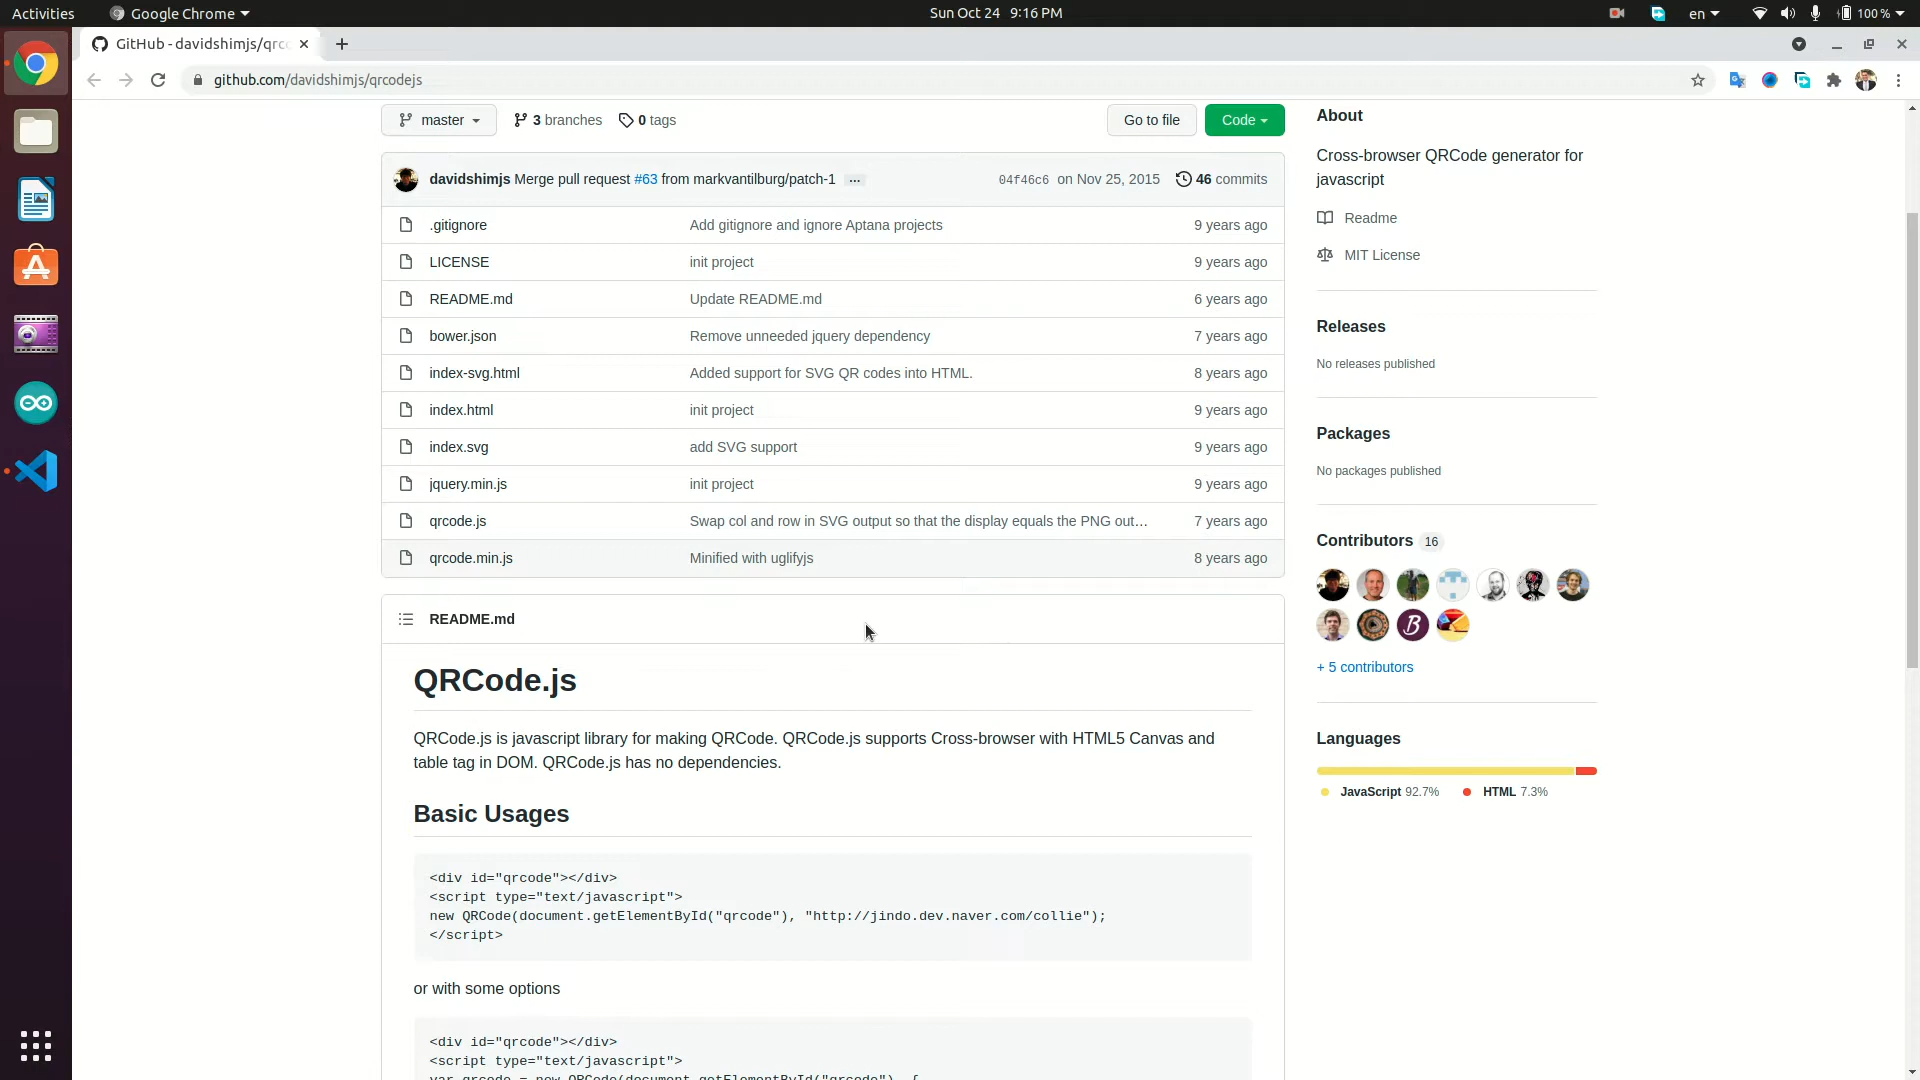 Activities
Google Chrome
Sun Oct 24 9:16 PM
en
100 %
GitHub - davidshimjs/qrc
github.com/davidshimjs/qrcodejs
master
3 branches
0 tags
Go to file
Code
davidshimjs Merge pull request #63 from markvantilburg/patch-1 ...
04f46c6 on Nov 25, 2015
46 commits
.gitignore Add gitignore and ignore Aptana projects 9 years ago
LICENSE init project 9 years ago
README.md Update README.md 6 years ago
bower.json Remove unneeded jquery dependency 7 years ago
index-svg.html Added support for SVG QR codes into HTML. 8 years ago
index.html init project 9 years ago
index.svg add SVG support 9 years ago
jquery.min.js init project 9 years ago
qrcode.js Swap col and row in SVG output so that the display equals the PNG out… 7 years ago
qrcode.min.js Minified with uglifyjs 8 years ago
README.md
QRCode.js
QRCode.js is javascript library for making QRCode. QRCode.js supports Cross-browser with HTML5 Canvas and
table tag in DOM. QRCode.js has no dependencies.
Basic Usages
<div id="qrcode"></div>
<script type="text/javascript">
new QRCode(document.getElementById("qrcode"), "http://jindo.dev.naver.com/collie");
</script>
or with some options
<div id="qrcode"></div>
<script type="text/javascript">
var qrcode = new QRCode(document.getElementById("qrcode"), {
About
Cross-browser QRCode generator for
javascript
Readme
MIT License
Releases
No releases published
Packages
No packages published
Contributors 16
B
+ 5 contributors
Languages
JavaScript 92.7%
HTML 7.3%